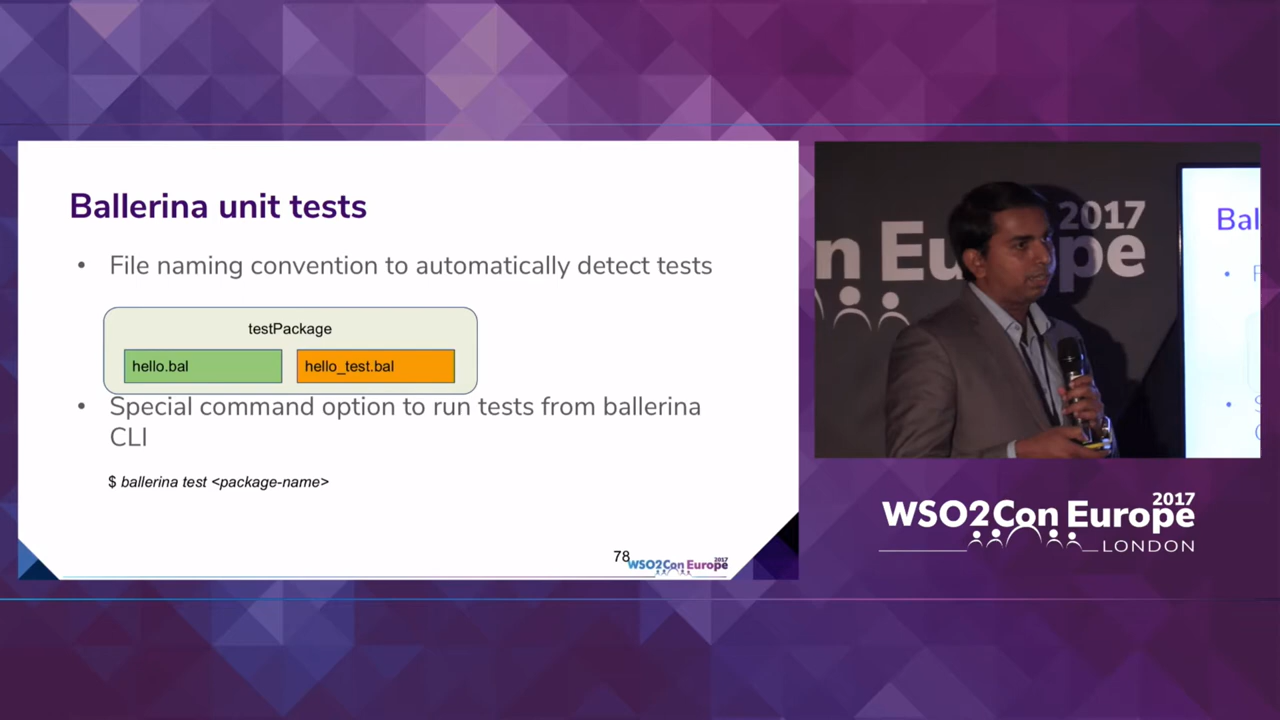 Ballerina unit tests
• File naming convention to automatically detect tests
testPackage
hello.bal
hello_test.bal
• Special command option to run tests from ballerina
CLI
$ ballerina test <package-name>
78
WSO2Con Europe 2017
2017
n Europe
Bal
WSO2Con Europe
2017
LONDON